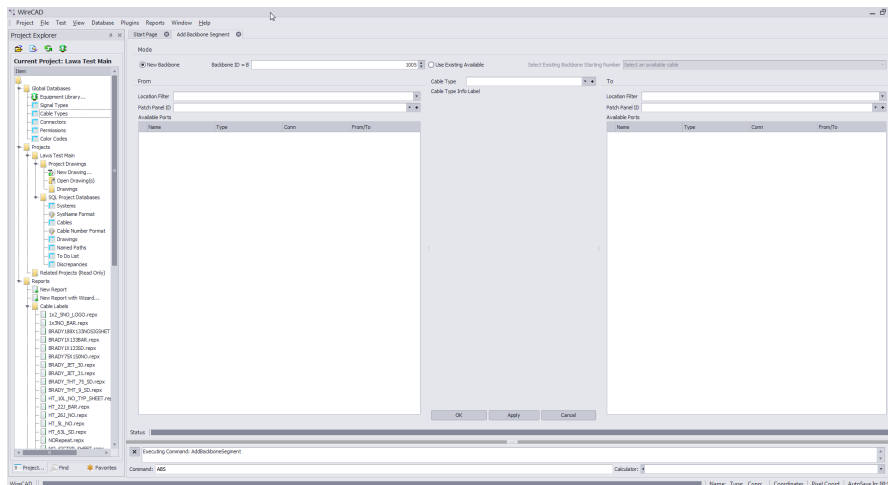 WireCAD
Project File Text View Database Plugins Reports Window Help
Project Explorer
Start Page
Add Backbone Segment
Current Project: Lawa Test Main
Item
Global Databases
Equipment Library...
Signal Types
Cable Types
Connectors
Permissions
Color Codes
Projects
Lawa Test Main
Project Drawings
New Drawing...
Open Drawing(s)
Drawings
SQL Project Databases
Systems
SysName Format
Cables
Cable Number Format
Drawings
Named Paths
To Do List
Discrepancies
Related Projects (Read Only)
Reports
New Report
New Report with Wizard...
Cable Labels
1x2_SNO_LOGO.repx
1x3NO_BAR.repx
BRADY188X133NOSIGSHET
BRADY1X133BAR.repx
BRADY1X133SD.repx
BRADY75X150NO.repx
BRADY_JET_30.repx
BRADY_JET_31.repx
BRADY_THT_75_SD.repx
BRADY_THT_9_SD.repx
HT_10L_NO_TYP_SHEET.rep
HT_22J_BAR.repx
HT_26J_NO.repx
HT_5L_NO.repx
HT_63L_SD.repx
NORepeat.repx
Project... Find Favorites
Mode
New Backbone Backbone ID = B 1005 Use Existing Available Select Existing Backbone Starting Number Select an available cable
From
Location Filter
Patch Panel ID
Available Ports
Name Type Conn From/To
Cable Type
Cable Type Info Label
To
Location Filter
Patch Panel ID
Available Ports
Name Type Conn From/To
OK Apply Cancel
Status
Executing Command: AddBackboneSegment
Command: ABS Calculator:
WireCAD Name: Type: Conn: Coordinates Pixel Coord AutoSave In: